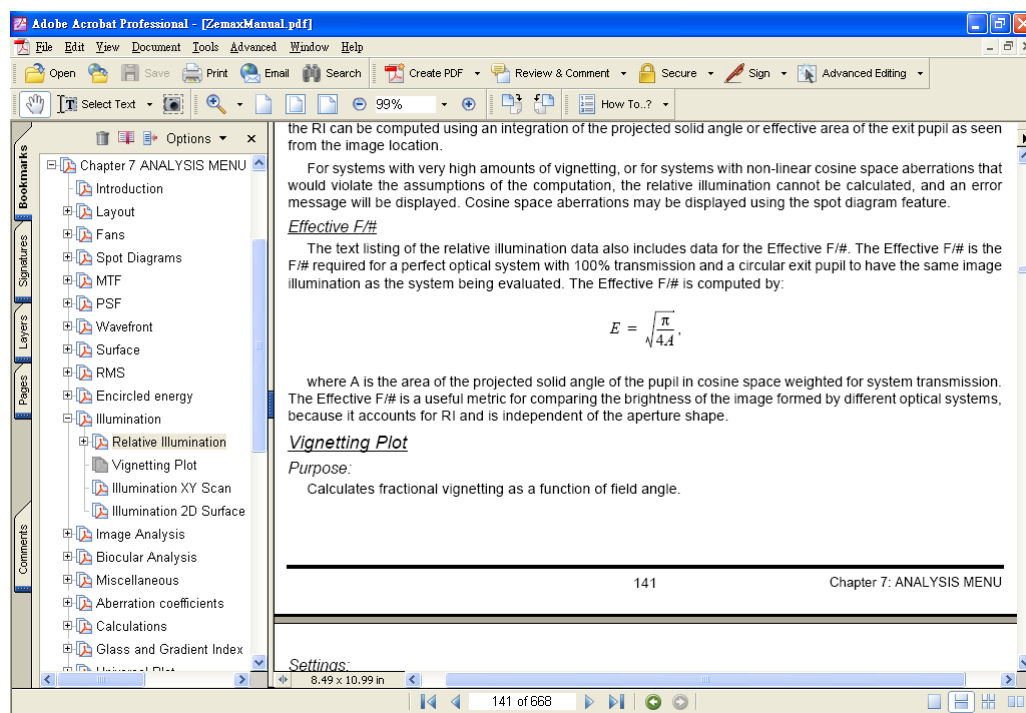 Adobe Acrobat Professional - [ZemaxManual.pdf]
File Edit View Document Tools Advanced Window Help
Open Save Print Email Search Create PDF Review & Comment Secure Sign Advanced Editing
Select Text 99% How To..?
Options
Bookmarks
Signatures
Layers
Pages
Comments
Chapter 7 ANALYSIS MENU
Introduction
Layout
Fans
Spot Diagrams
MTF
PSF
Wavefront
Surface
RMS
Encircled energy
Illumination
Relative Illumination
Vignetting Plot
Illumination XY Scan
Illumination 2D Surface
Image Analysis
Biocular Analysis
Miscellaneous
Aberration coefficients
Calculations
Glass and Gradient Index
the RI can be computed using an integration of the projected solid angle or effective area of the exit pupil as seen
from the image location.
For systems with very high amounts of vignetting, or for systems with non-linear cosine space aberrations that
would violate the assumptions of the computation, the relative illumination cannot be calculated, and an error
message will be displayed. Cosine space aberrations may be displayed using the spot diagram feature.
Effective F/#
The text listing of the relative illumination data also includes data for the Effective F/#. The Effective F/# is the
F/# required for a perfect optical system with 100% transmission and a circular exit pupil to have the same image
illumination as the system being evaluated. The Effective F/# is computed by:
E = √(π/4A),
where A is the area of the projected solid angle of the pupil in cosine space weighted for system transmission.
The Effective F/# is a useful metric for comparing the brightness of the image formed by different optical systems,
because it accounts for RI and is independent of the aperture shape.
Vignetting Plot
Purpose:
Calculates fractional vignetting as a function of field angle.
141 Chapter 7: ANALYSIS MENU
Settings:
8.49 x 10.99 in
141 of 668